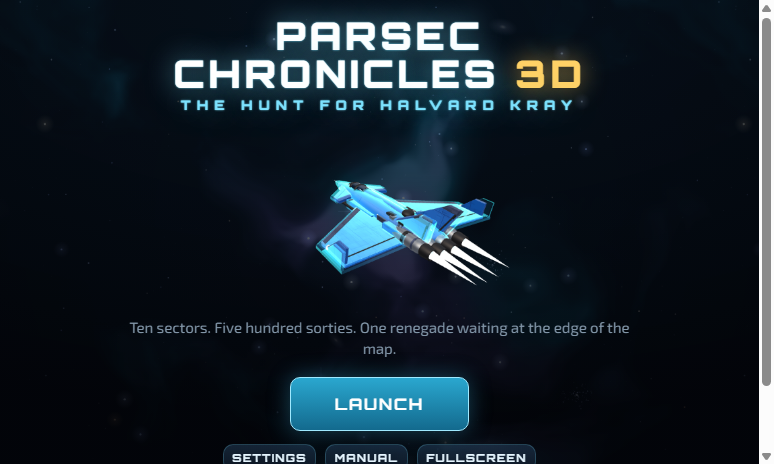 PARSEC
CHRONICLES 3D
THE HUNT FOR HALVARD KRAY
Ten sectors. Five hundred sorties. One renegade waiting at the edge of the
map.
LAUNCH
SETTINGS MANUAL FULLSCREEN